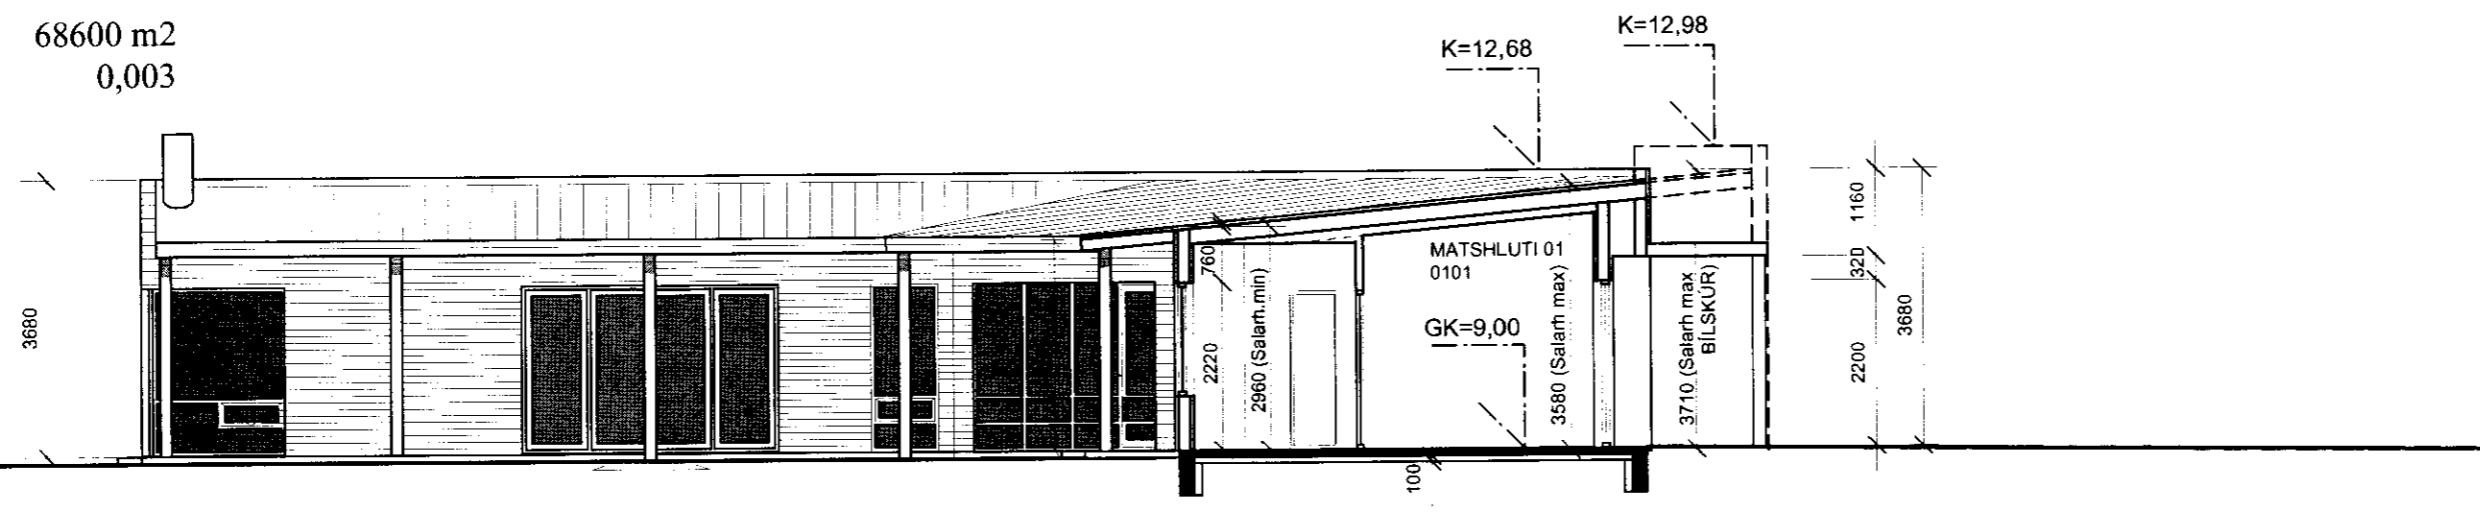 68600 m2
0,003
K=12,68
K=12,98
3680
760
2220
2960 (Salarh.min)
MATSHLUTI 01
0101
GK=9,00
3580 (Salarh max)
3710 (Salarh max
BÍLSKÚR)
1160
320
2200
3680
100